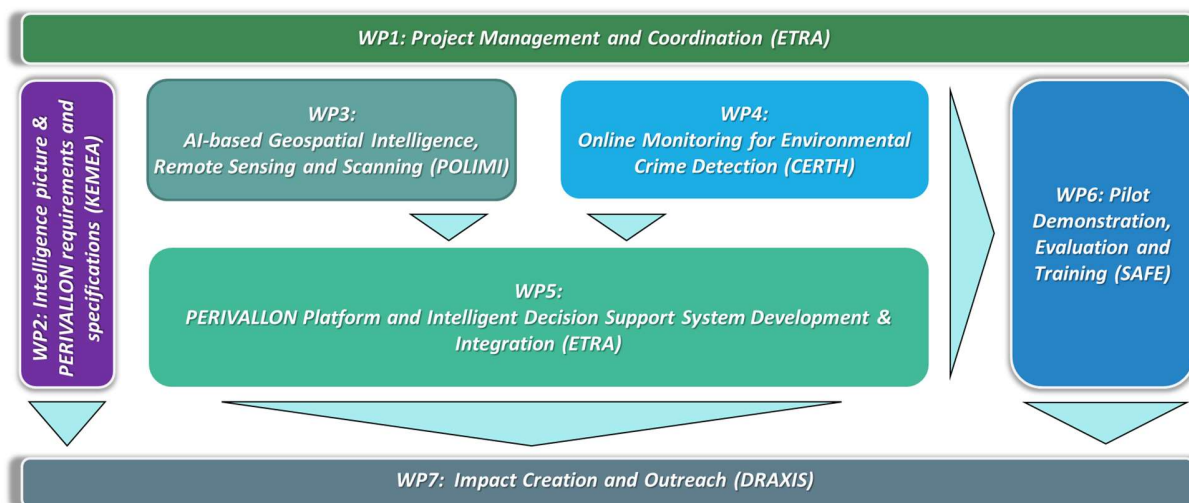 WP1: Project Management and Coordination (ETRA)
WP2: Intelligence picture &
PERIVALLON requirements and
specifications (KEMEA)
WP3:
AI-based Geospatial Intelligence,
Remote Sensing and Scanning (POLIMI)
WP4:
Online Monitoring for Environmental
Crime Detection (CERTH)
WP5:
PERIVALLON Platform and Intelligent Decision Support System Development &
Integration (ETRA)
WP6: Pilot
Demonstration,
Evaluation and
Training (SAFE)
WP7: Impact Creation and Outreach (DRAXIS)